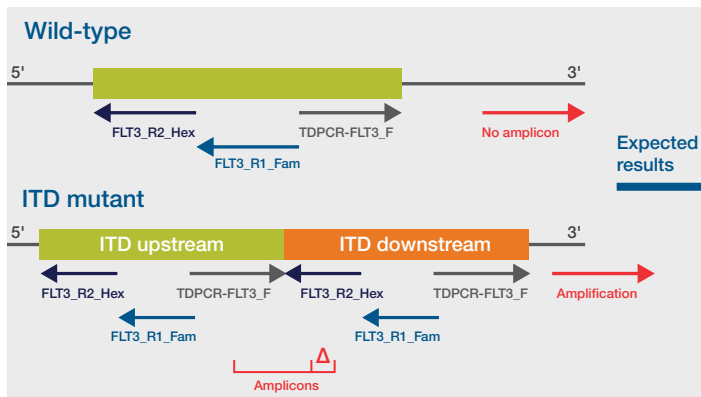 Wild-type
5'
3'
FLT3_R2_Hex
TDPCR-FLT3_F
No amplicon
FLT3_R1_Fam
Expected
results
ITD mutant
5'
ITD upstream
ITD downstream
3'
FLT3_R2_Hex
TDPCR-FLT3_F
FLT3_R2_Hex
TDPCR-FLT3_F
Amplification
FLT3_R1_Fam
FLT3_R1_Fam
Δ
Amplicons